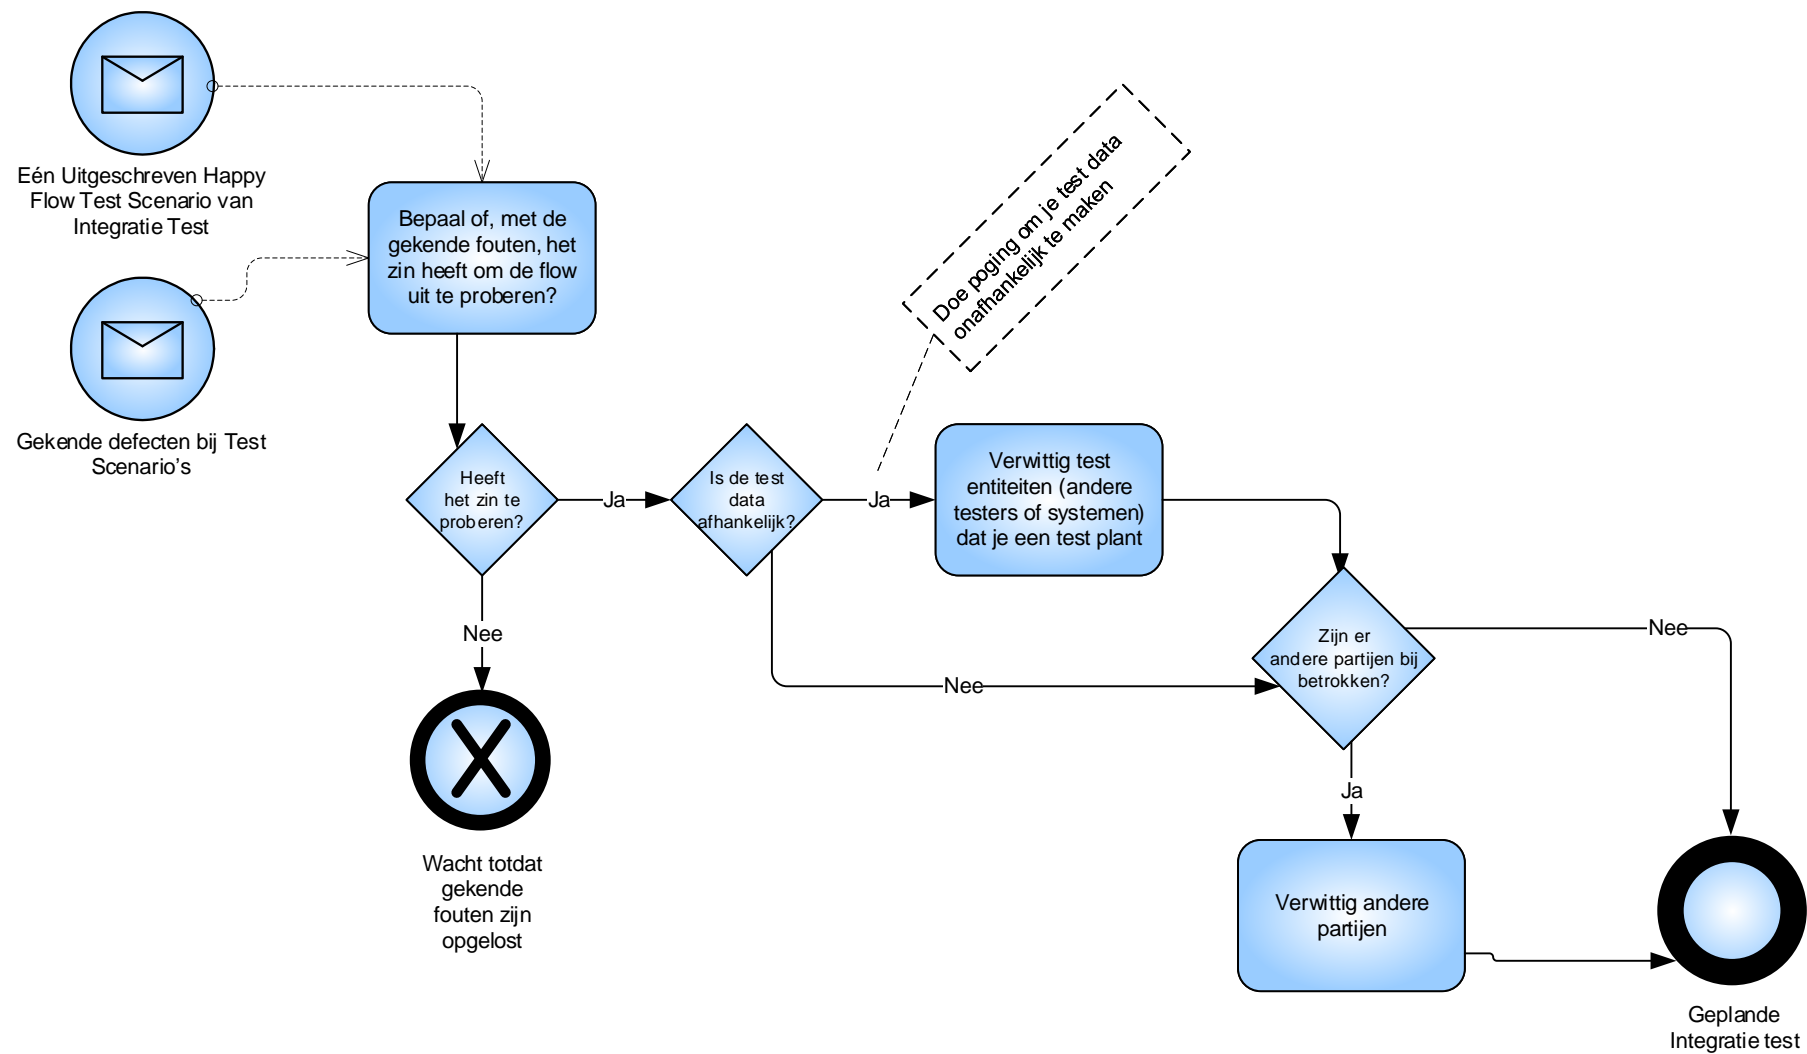 Eén Uitgeschreven Happy
Flow Test Scenario van
Integratie Test
Bepaal of, met de
gekende fouten, het
zin heeft om de flow
uit te proberen?
Doe poging om je test data
onafhankelijk te maken
Gekende defecten bij Test
Scenario's
Heeft
het zin te
proberen?
Ja
Is de test
data
afhankelijk?
Ja
Verwittig test
entiteiten (andere
testers of systemen)
dat je een test plant
Nee
Nee
Zijn er
andere partijen bij
betrokken?
Nee
Ja
Wacht totdat
gekende
fouten zijn
opgelost
Verwittig andere
partijen
Geplande
Integratie test